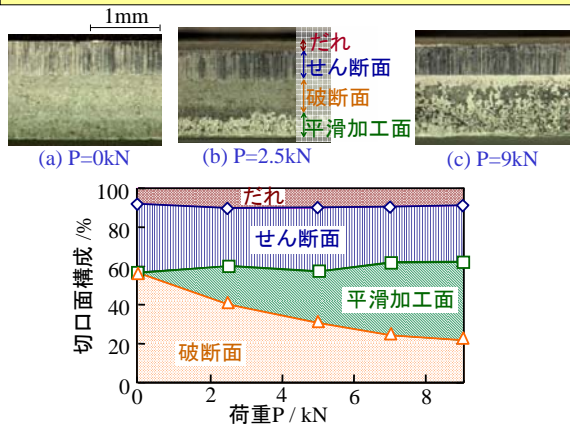 1mm
だれ
せん断面
破断面
平滑加工面
(a) P=0kN
(b) P=2.5kN
(c) P=9kN
切口面構成 /%
100
80
60
40
20
0
だれ
せん断面
平滑加工面
破断面
0 2 4 6 8
荷重P / kN